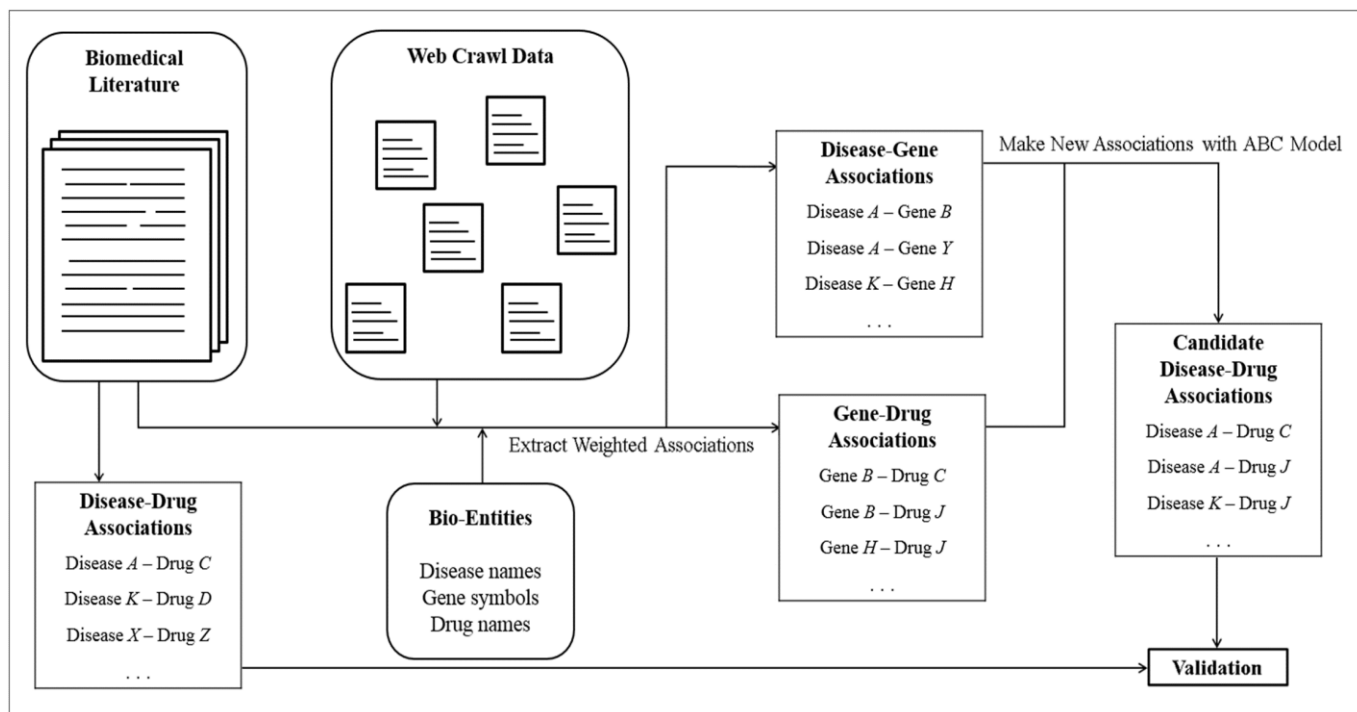 Biomedical
Literature
Web Crawl Data
Disease-Gene
Associations
Disease A – Gene B
Disease A – Gene Y
Disease K – Gene H
. . .
Make New Associations with ABC Model
Extract Weighted Associations
Gene-Drug
Associations
Gene B – Drug C
Gene B – Drug J
Gene H – Drug J
. . .
Candidate
Disease-Drug
Associations
Disease A – Drug C
Disease A – Drug J
Disease K – Drug J
. . .
Disease-Drug
Associations
Disease A – Drug C
Disease K – Drug D
Disease X – Drug Z
. . .
Bio-Entities
Disease names
Gene symbols
Drug names
Validation